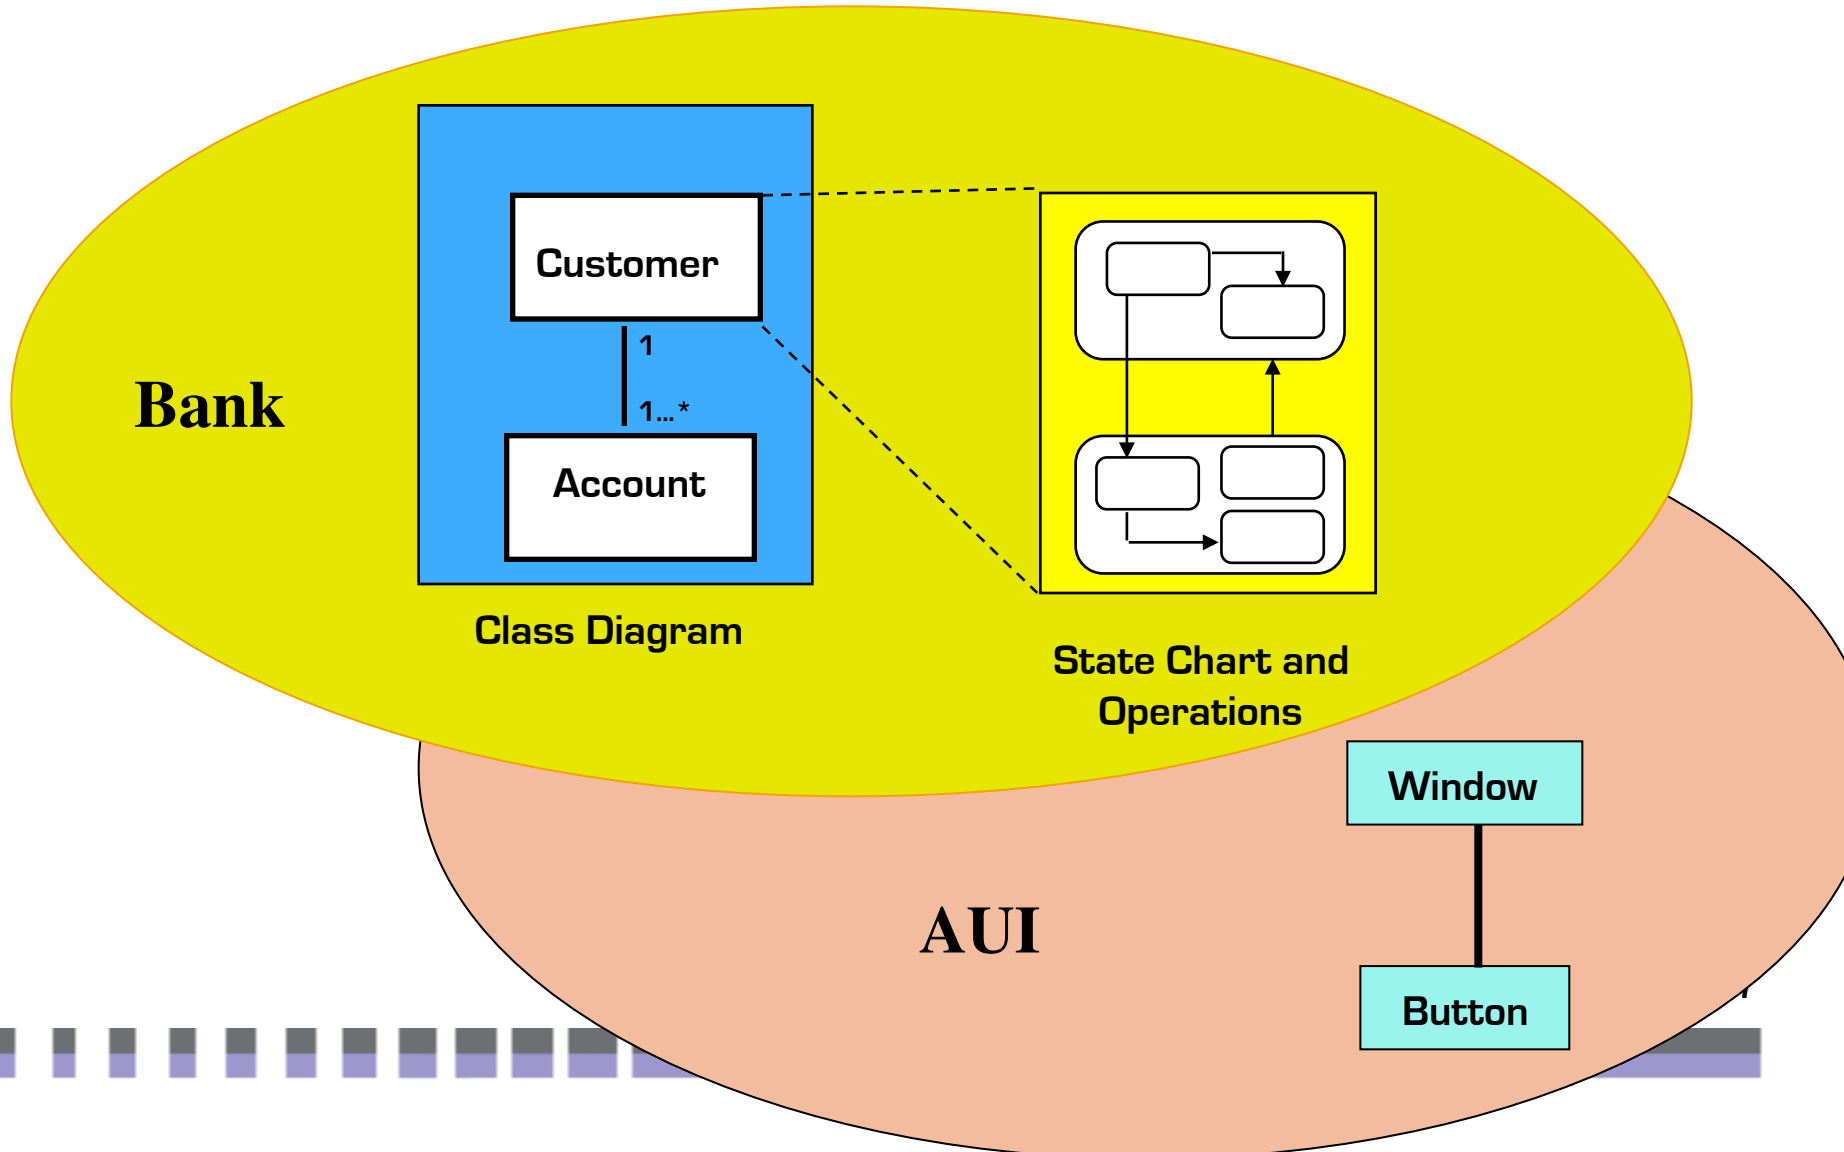 Customer
1
1...*
Bank
Account
Class Diagram
State Chart and
Operations
Window
AUI
Button